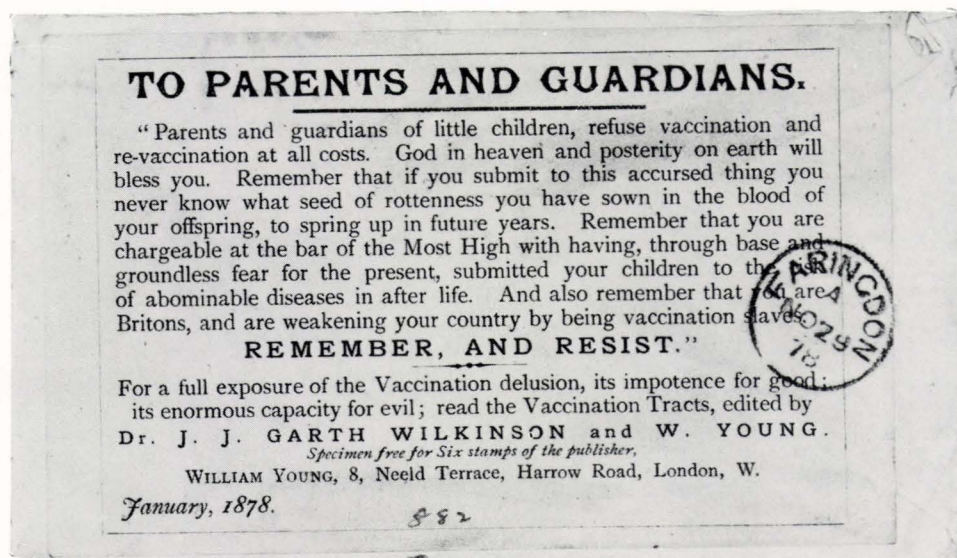 TO PARENTS AND GUARDIANS.
"Parents and guardians of little children, refuse vaccination and
re-vaccination at all costs. God in heaven and posterity on earth will
bless you. Remember that if you submit to this accursed thing you
never know what seed of rottenness you have sown in the blood of
your offspring, to spring up in future years. Remember that you are
chargeable at the bar of the Most High with having, through base and
groundless fear for the present, submitted your children to the risk
of abominable diseases in after life. And also remember that you are
Britons, and are weakening your country by being vaccination slaves.
REMEMBER, AND RESIST."
For a full exposure of the Vaccination delusion, its impotence for good;
its enormous capacity for evil; read the Vaccination Tracts, edited by
Dr. J. J. GARTH WILKINSON and W. YOUNG.
Specimen free for Six stamps of the publisher,
WILLIAM YOUNG, 8, Neeld Terrace, Harrow Road, London, W.
January, 1878.
882
FARINGDON
A
NO 29
78